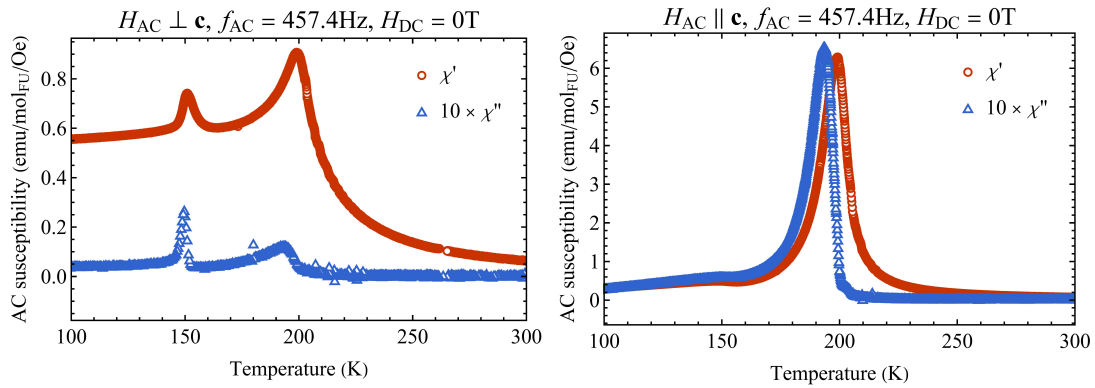 H_AC ⊥ c, f_AC = 457.4Hz, H_DC = 0T
AC susceptibility (emu/mol_FU/Oe)
0.8
0.6
0.4
0.2
0.0
χ'
10 × χ''
100 150 200 250 300
Temperature (K)
H_AC || c, f_AC = 457.4Hz, H_DC = 0T
AC susceptibility (emu/mol_FU/Oe)
6
5
4
3
2
1
0
χ'
10 × χ''
100 150 200 250 300
Temperature (K)